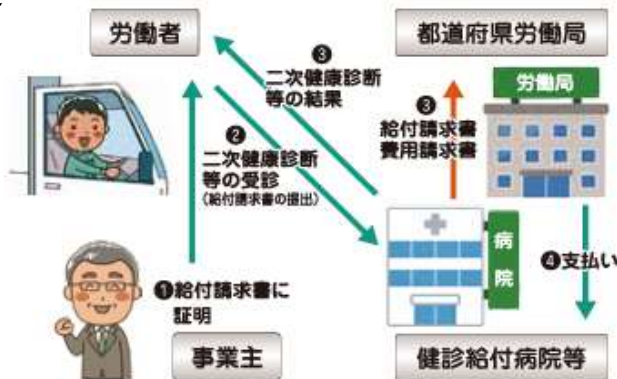 労働者
都道府県労働局
❸
二次健康診断
等の結果
労働局
❸
給付請求書
費用請求書
❷
二次健康診断
等の受診
（給付請求書の提出）
病
院
❹支払い
❶給付請求書に
証明
事業主
健診給付病院等